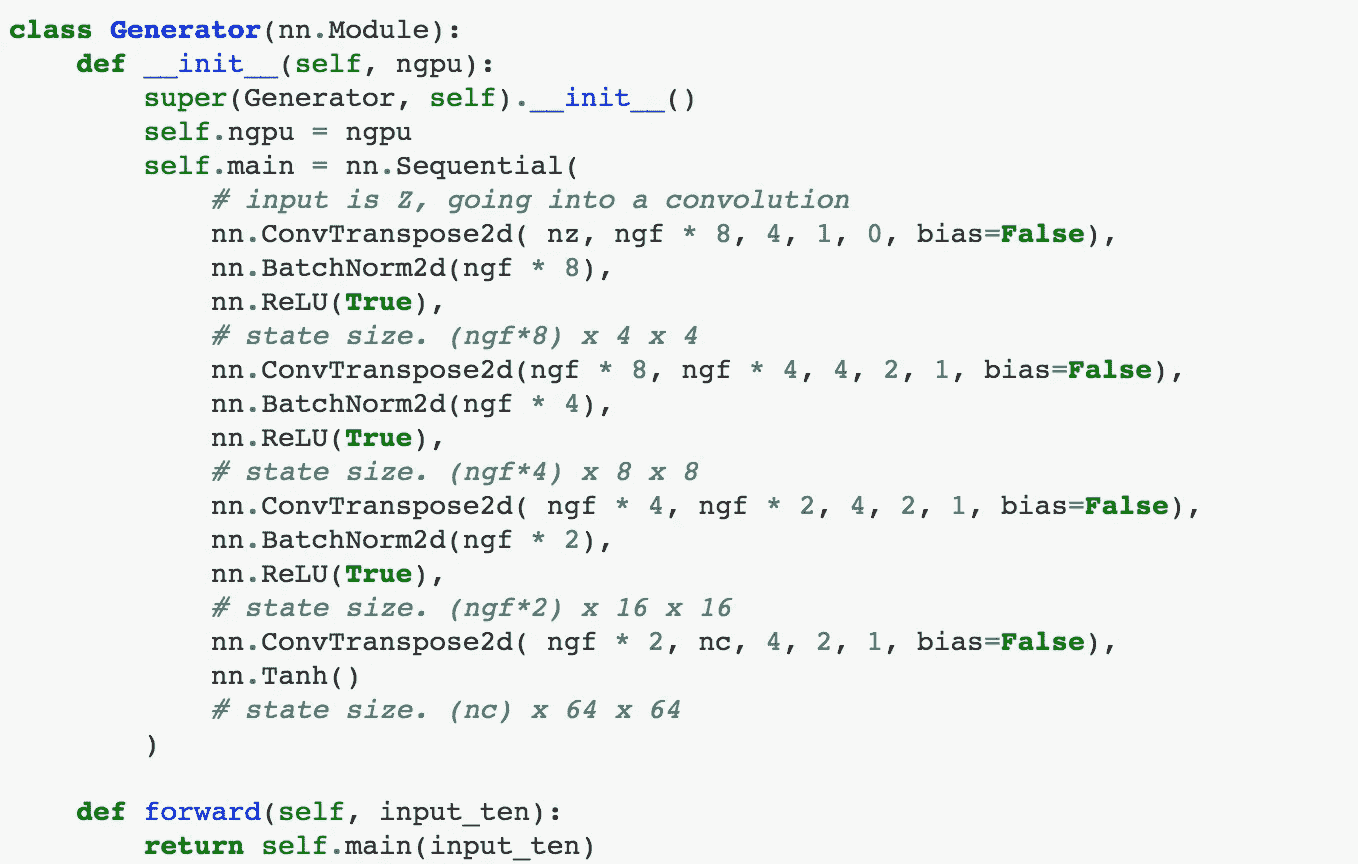 class Generator(nn.Module):
    def __init__(self, ngpu):
        super(Generator, self).__init__()
        self.ngpu = ngpu
        self.main = nn.Sequential(
            # input is Z, going into a convolution
            nn.ConvTranspose2d( nz, ngf * 8, 4, 1, 0, bias=False),
            nn.BatchNorm2d(ngf * 8),
            nn.ReLU(True),
            # state size. (ngf*8) x 4 x 4
            nn.ConvTranspose2d(ngf * 8, ngf * 4, 4, 2, 1, bias=False),
            nn.BatchNorm2d(ngf * 4),
            nn.ReLU(True),
            # state size. (ngf*4) x 8 x 8
            nn.ConvTranspose2d( ngf * 4, ngf * 2, 4, 2, 1, bias=False),
            nn.BatchNorm2d(ngf * 2),
            nn.ReLU(True),
            # state size. (ngf*2) x 16 x 16
            nn.ConvTranspose2d( ngf * 2, nc, 4, 2, 1, bias=False),
            nn.Tanh()
            # state size. (nc) x 64 x 64
        )

    def forward(self, input_ten):
        return self.main(input_ten)